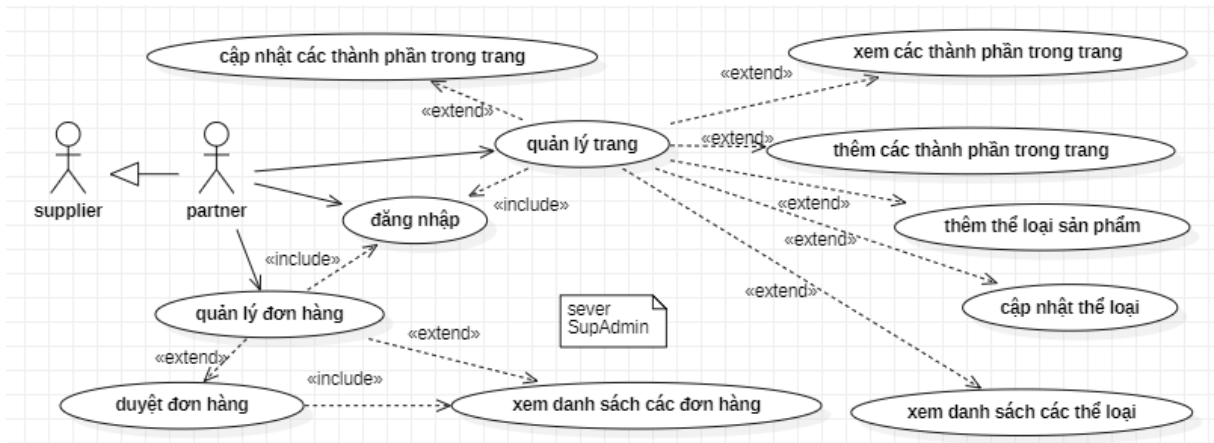 cập nhật các thành phần trong trang
xem các thành phần trong trang
«extend»
«extend»
quản lý trang
«extend»
thêm các thành phần trong trang
supplier
partner
«include»
đăng nhập
«extend»
thêm thể loại sản phẩm
«extend»
«include»
«extend»
cập nhật thể loại
quản lý đơn hàng
sever
SupAdmin
«extend»
«extend»
«include»
duyệt đơn hàng
xem danh sách các đơn hàng
xem danh sách các thể loại